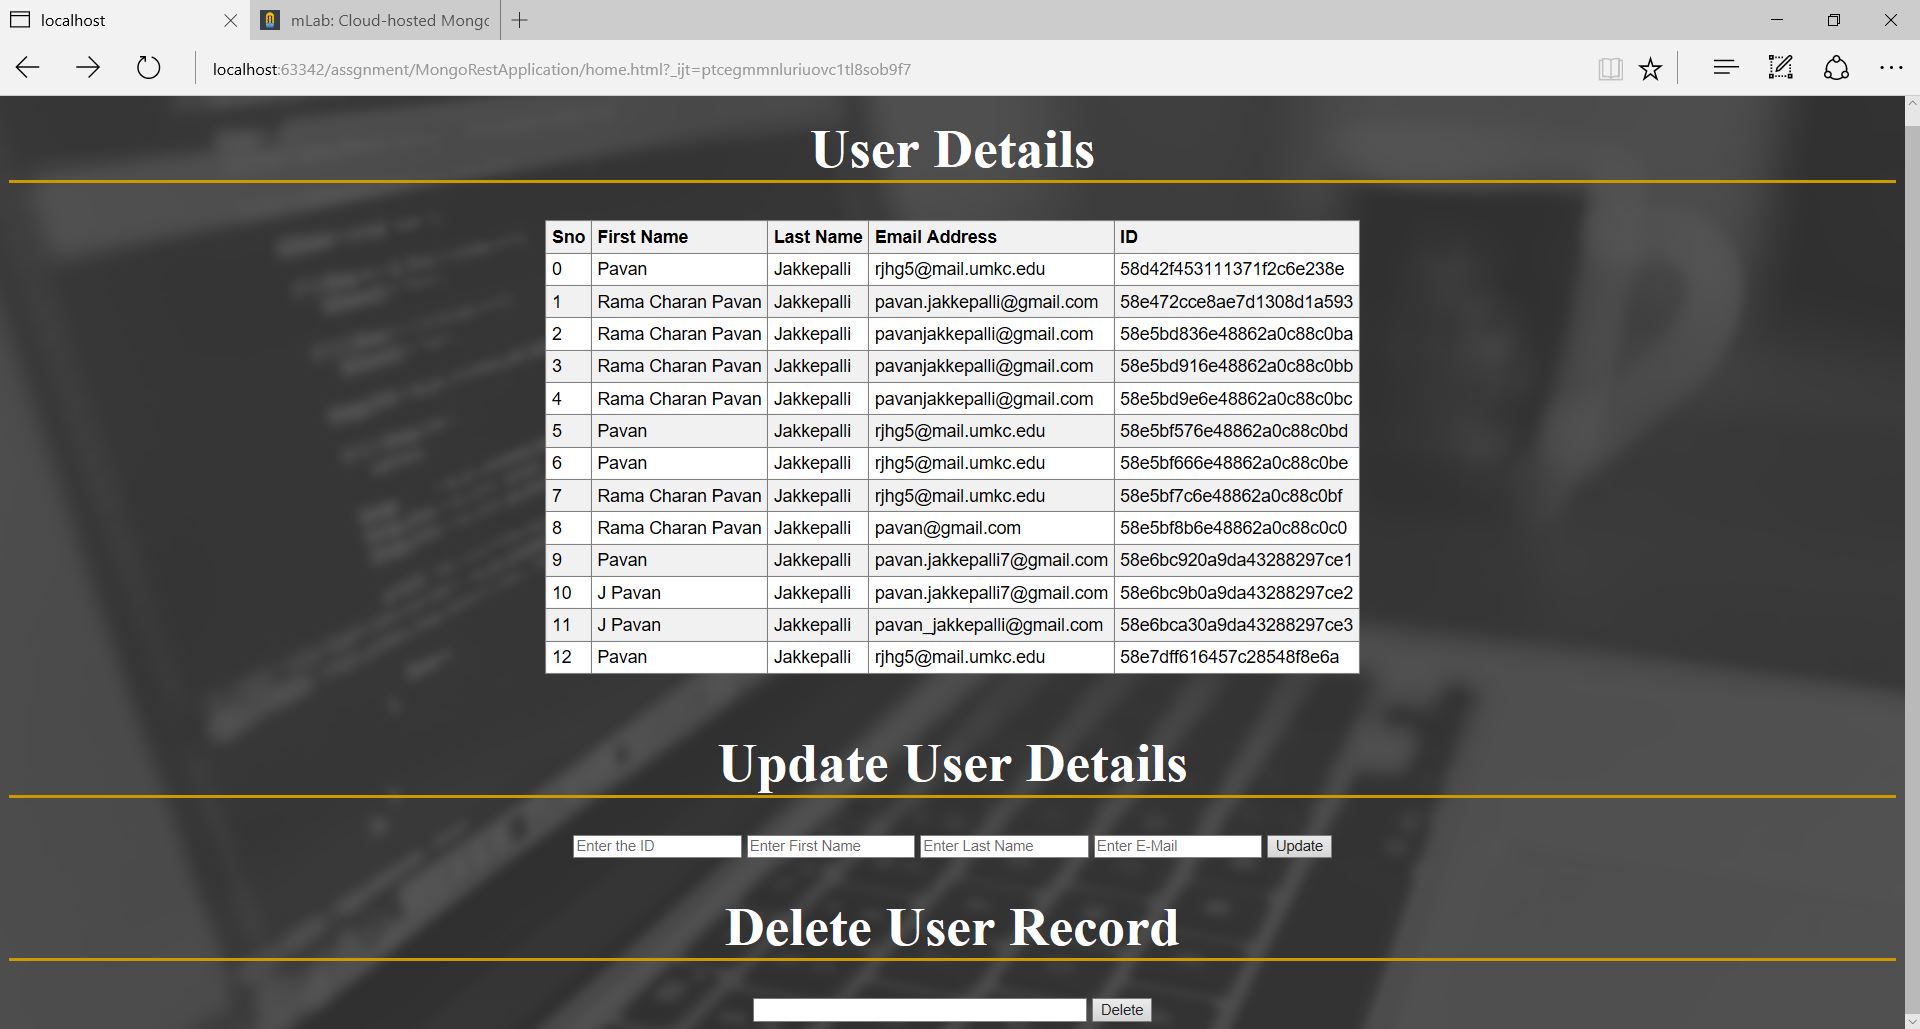 localhost
mLab: Cloud-hosted Mongo
localhost:63342/assgnment/MongoRestApplication/home.html?_ijt=ptcegmmnluriuovc1tl8sob9f7
User Details
Sno First Name Last Name Email Address ID
0 Pavan Jakkepalli rjhg5@mail.umkc.edu 58d42f453111371f2c6e238e
1 Rama Charan Pavan Jakkepalli pavan.jakkepalli@gmail.com 58e472cce8ae7d1308d1a593
2 Rama Charan Pavan Jakkepalli pavanjakkepalli@gmail.com 58e5bd836e48862a0c88c0ba
3 Rama Charan Pavan Jakkepalli pavanjakkepalli@gmail.com 58e5bd916e48862a0c88c0bb
4 Rama Charan Pavan Jakkepalli pavanjakkepalli@gmail.com 58e5bd9e6e48862a0c88c0bc
5 Pavan Jakkepalli rjhg5@mail.umkc.edu 58e5bf576e48862a0c88c0bd
6 Pavan Jakkepalli rjhg5@mail.umkc.edu 58e5bf666e48862a0c88c0be
7 Rama Charan Pavan Jakkepalli rjhg5@mail.umkc.edu 58e5bf7c6e48862a0c88c0bf
8 Rama Charan Pavan Jakkepalli pavan@gmail.com 58e5bf8b6e48862a0c88c0c0
9 Pavan Jakkepalli pavan.jakkepalli7@gmail.com 58e6bc920a9da43288297ce1
10 J Pavan Jakkepalli pavan.jakkepalli7@gmail.com 58e6bc9b0a9da43288297ce2
11 J Pavan Jakkepalli pavan_jakkepalli@gmail.com 58e6bca30a9da43288297ce3
12 Pavan Jakkepalli rjhg5@mail.umkc.edu 58e7dff616457c28548f8e6a
Update User Details
Enter the ID Enter First Name Enter Last Name Enter E-Mail Update
Delete User Record
Delete